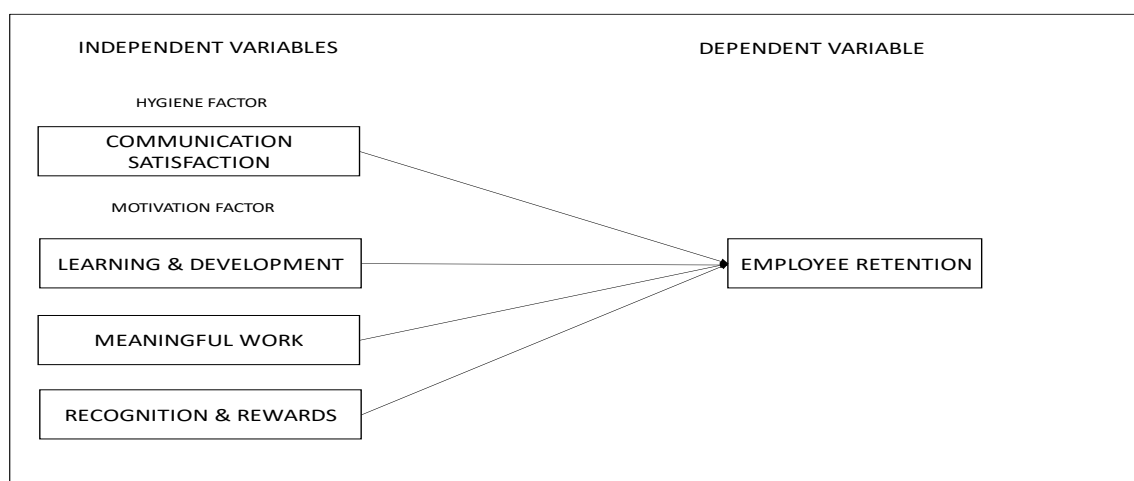 INDEPENDENT VARIABLES
DEPENDENT VARIABLE
HYGIENE FACTOR
COMMUNICATION
SATISFACTION
MOTIVATION FACTOR
LEARNING & DEVELOPMENT
EMPLOYEE RETENTION
MEANINGFUL WORK
RECOGNITION & REWARDS